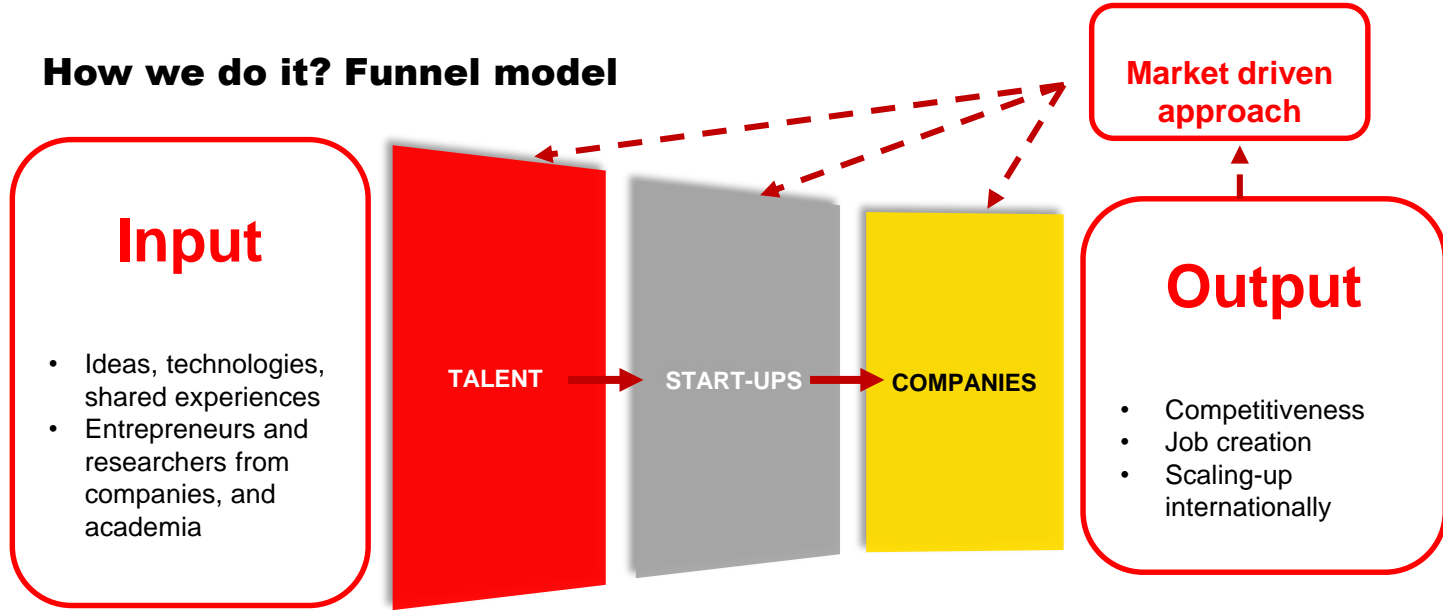 How we do it? Funnel model
Market driven
approach
Input
• Ideas, technologies,
shared experiences
• Entrepreneurs and
researchers from
companies, and
academia
TALENT
START-UPS
COMPANIES
Output
• Competitiveness
• Job creation
• Scaling-up
internationally